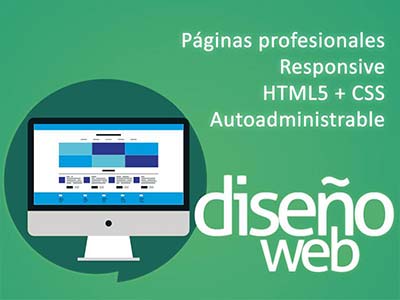 Páginas profesionales
Responsive
HTML5 + CSS
Autoadministrable
diseño
web